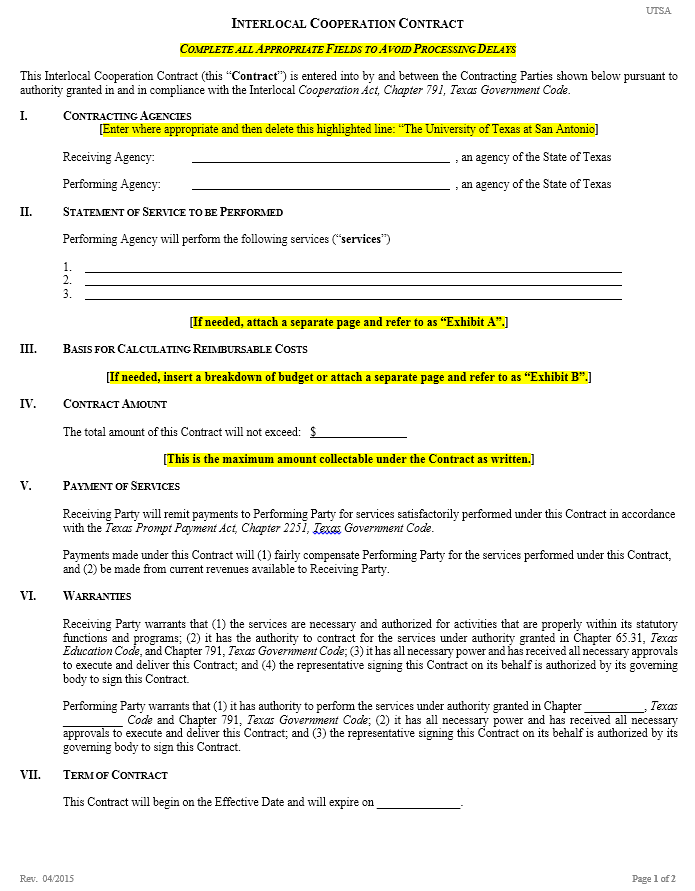 UTSA
INTERLOCAL COOPERATION CONTRACT
COMPLETE ALL APPROPRIATE FIELDS TO AVOID PROCESSING DELAYS
This Interlocal Cooperation Contract (this “Contract”) is entered into by and between the Contracting Parties shown below pursuant to
authority granted in and in compliance with the Interlocal Cooperation Act, Chapter 791, Texas Government Code.
I. CONTRACTING AGENCIES
[Enter where appropriate and then delete this highlighted line: “The University of Texas at San Antonio]
Receiving Agency: ____________________ , an agency of the State of Texas
Performing Agency: ____________________ , an agency of the State of Texas
II. STATEMENT OF SERVICE TO BE PERFORMED
Performing Agency will perform the following services (“services”)
1. ____________________
2. ____________________
3. ____________________
[If needed, attach a separate page and refer to as “Exhibit A”.]
III. BASIS FOR CALCULATING REIMBURSABLE COSTS
[If needed, insert a breakdown of budget or attach a separate page and refer to as “Exhibit B”.]
IV. CONTRACT AMOUNT
The total amount of this Contract will not exceed: $_______________
[This is the maximum amount collectable under the Contract as written.]
V. PAYMENT OF SERVICES
Receiving Party will remit payments to Performing Party for services satisfactorily performed under this Contract in accordance
with the Texas Prompt Payment Act, Chapter 2251, Texas Government Code.
Payments made under this Contract will (1) fairly compensate Performing Party for the services performed under this Contract,
and (2) be made from current revenues available to Receiving Party.
VI. WARRANTIES
Receiving Party warrants that (1) the services are necessary and authorized for activities that are properly within its statutory
functions and programs; (2) it has the authority to contract for the services under authority granted in Chapter 65.31, Texas
Education Code, and Chapter 791, Texas Government Code; (3) it has all necessary power and has received all necessary approvals
to execute and deliver this Contract; and (4) the representative signing this Contract on its behalf is authorized by its governing
body to sign this Contract.
Performing Party warrants that (1) it has authority to perform the services under authority granted in Chapter __________, Texas
__________ Code and Chapter 791, Texas Government Code; (2) it has all necessary power and has received all necessary
approvals to execute and deliver this Contract; and (3) the representative signing this Contract on its behalf is authorized by its
governing body to sign this Contract.
VII. TERM OF CONTRACT
This Contract will begin on the Effective Date and will expire on ______________.
Rev. 04/2015 Page 1 of 2